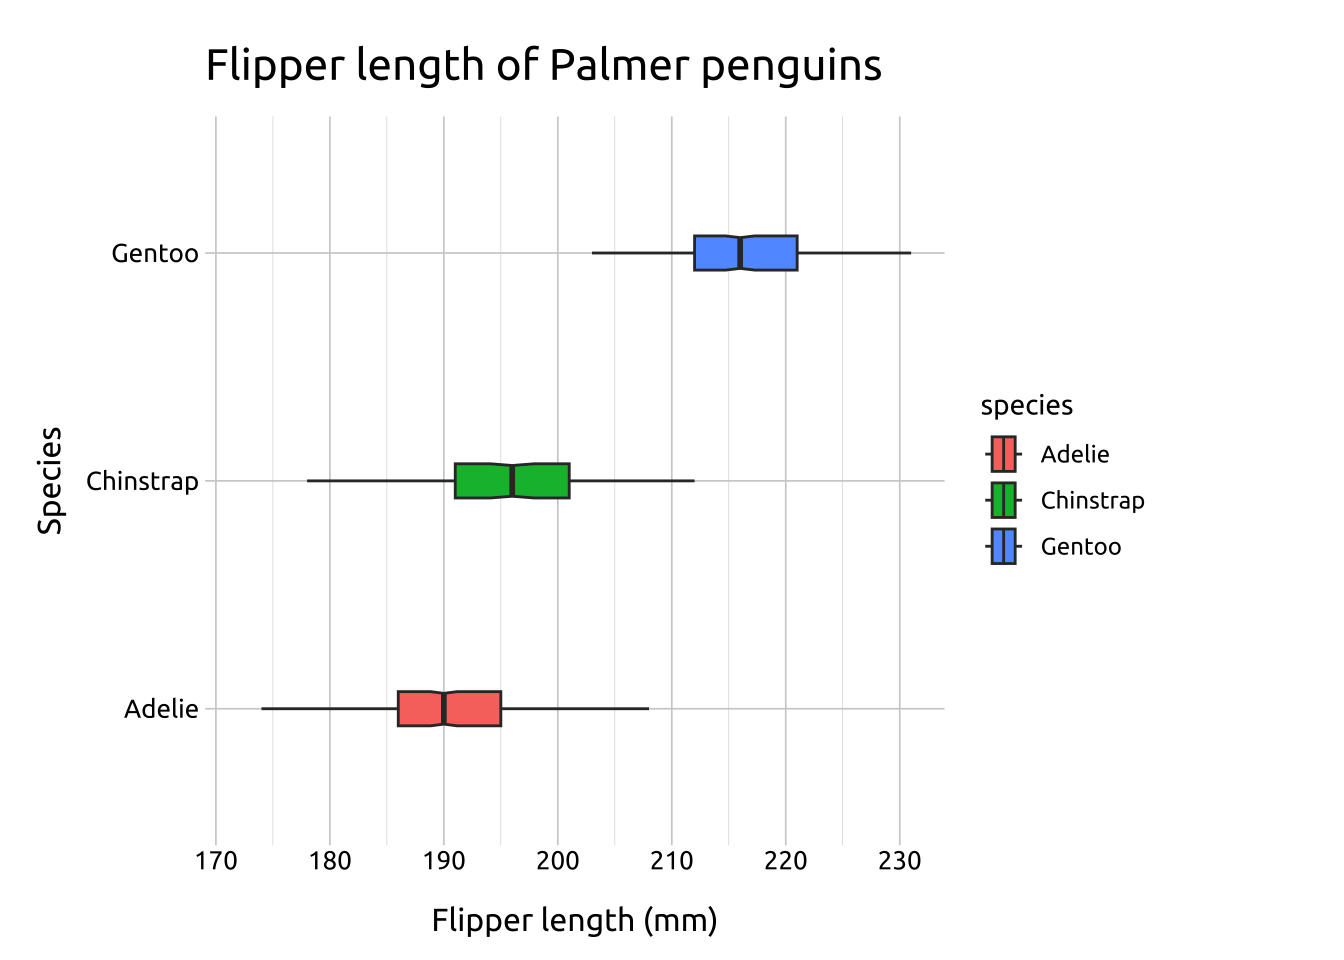 Flipper length of Palmer penguins
Gentoo
Chinstrap
Adelie
Species
170 180 190 200 210 220 230
Flipper length (mm)
species
Adelie
Chinstrap
Gentoo